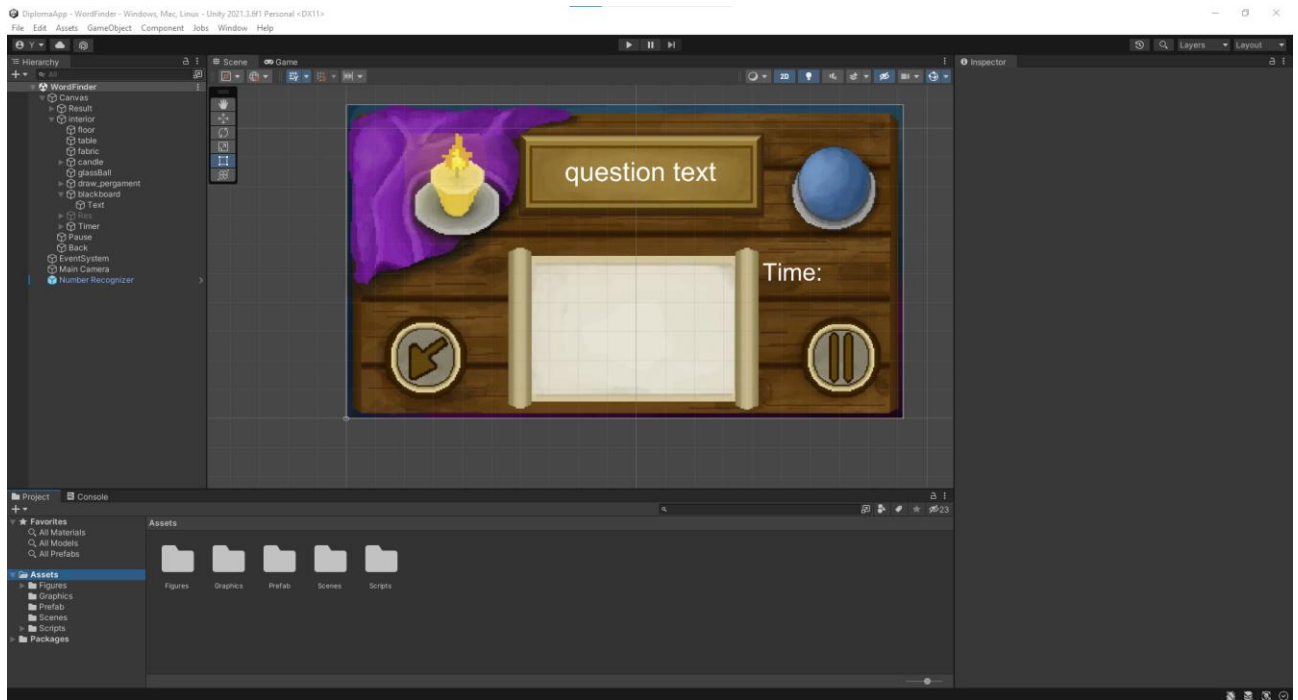 DiplomaApp - WordFinder - Windows, Mac, Linux - Unity 2021.3.6f1 Personal <DX11>
File Edit Assets GameObject Component Jobs Window Help
Y
Layers
Layout
Hierarchy
All
WordFinder
Canvas
Result
interior
floor
table
fabric
candle
glassBall
draw_pergament
blackboard
Text
Timer
Pause
Back
EventSystem
Main Camera
Number Recognizer
Scene
Game
2D
question text
Time:
Inspector
Project
Console
23
Favorites
All Materials
All Models
All Prefabs
Assets
Figures
Graphics
Prefab
Scenes
Scripts
Packages
Assets
Figures
Graphics
Prefab
Scenes
Scripts